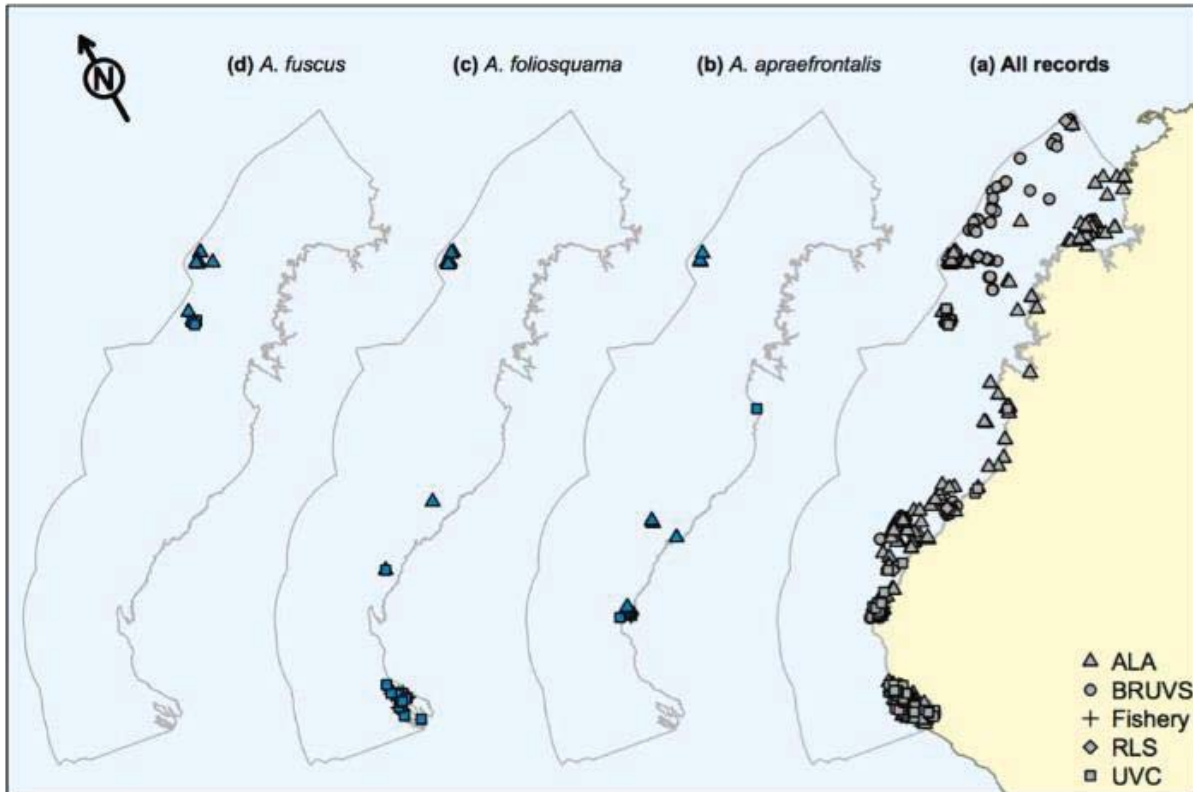 N
(d) A. fuscus
(c) A. foliosquama
(b) A. apraefrontalis
(a) All records
ALA
BRUVS
Fishery
RLS
UVC